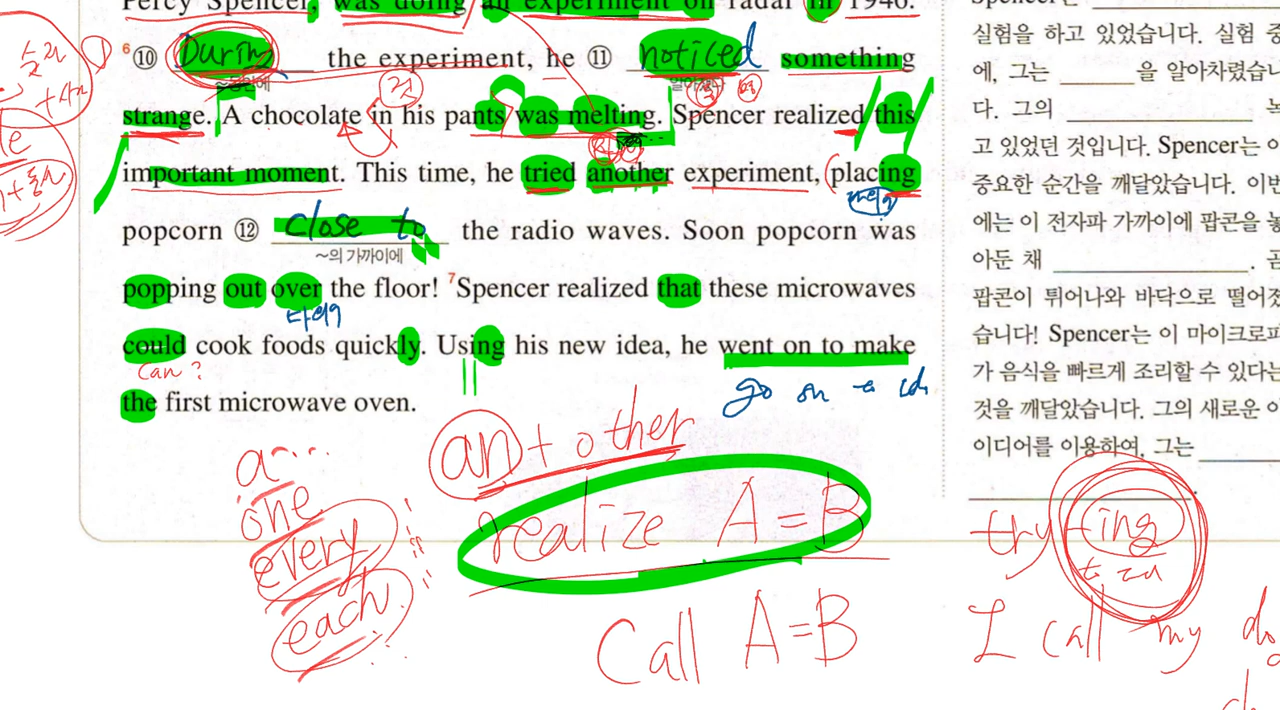 Percy Spencer, was doing an experiment on radar in 1946.
6 ⑩ During the experiment, he ⑪ noticed something
strange. A chocolate in his pants was melting. Spencer realized this
important moment. This time, he tried another experiment, (placing
popcorn ⑫ close to the radio waves. Soon popcorn was
~의 가까이에
popping out over the floor! 7 Spencer realized that these microwaves
could cook foods quickly. Using his new idea, he went on to make
can ?
go on
the first microwave oven.
an + other
a...
one
every
each
realize A = B
Call A = B
실험을 하고 있었습니다. 실험 중
에, 그는 ______ 을 알아차렸습니
다. 그의 ______ 녹
고 있었던 것입니다. Spencer는 이
중요한 순간을 깨달았습니다. 이번
에는 이 전자파 가까이에 팝콘을 놓
아둔 채 ______. 곧
팝콘이 튀어나와 바닥으로 떨어졌
습니다! Spencer는 이 마이크로파
가 음식을 빠르게 조리할 수 있다는
것을 깨달았습니다. 그의 새로운 아
이디어를 이용하여, 그는 ______
try -ing
I call my